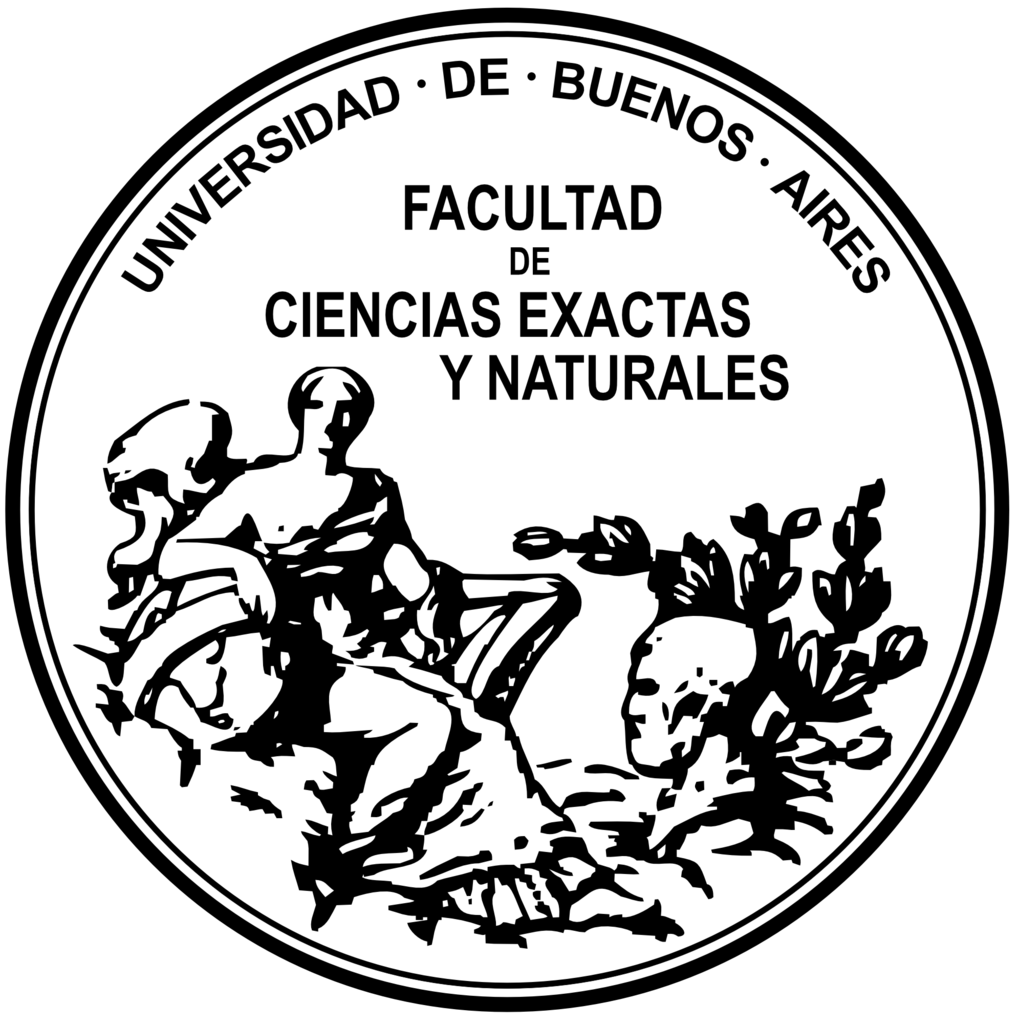 UNIVERSIDAD · DE · BUENOS · AIRES
FACULTAD
DE
CIENCIAS EXACTAS
Y NATURALES